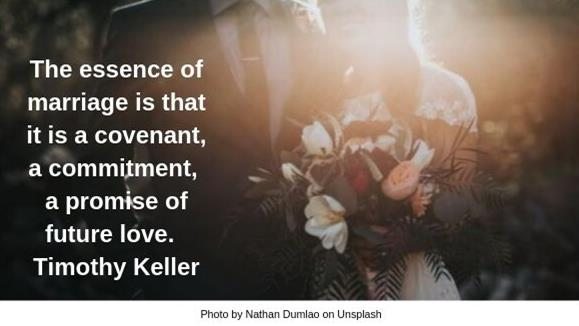 The essence of
marriage is that
it is a covenant,
a commitment,
a promise of
future love.
Timothy Keller
Photo by Nathan Dumlao on Unsplash